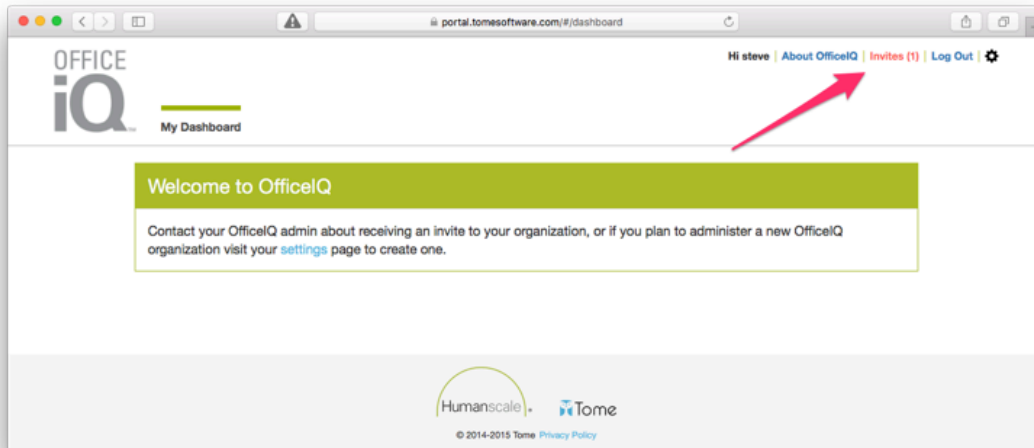 portal.tomesoftware.com/#/dashboard
OFFICE
iQ™
Hi steve | About OfficeIQ | Invites (1) | Log Out |
My Dashboard
Welcome to OfficeIQ
Contact your OfficeIQ admin about receiving an invite to your organization, or if you plan to administer a new OfficeIQ
organization visit your settings page to create one.
Humanscale®
Tome
© 2014-2015 Tome Privacy Policy